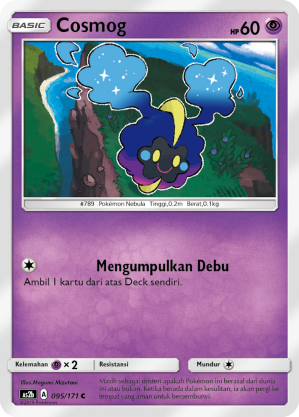 BASIC Cosmog HP60
#789 Pokémon Nebula Tinggi,0.2m Berat,0.1kg
Mengumpulkan Debu
Ambil 1 kartu dari atas Deck sendiri.
Kelemahan ×2 Resistansi Mundur
Illus.Megumi Mizutani
AS2b A 095/171 C
Masih sebagai misteri apakah Pokémon ini berasal dari dunia
ini atau bukan. Ketika berada dalam kesulitan, ia akan pergi ke
tempat yang aman untuk bersembunyi.